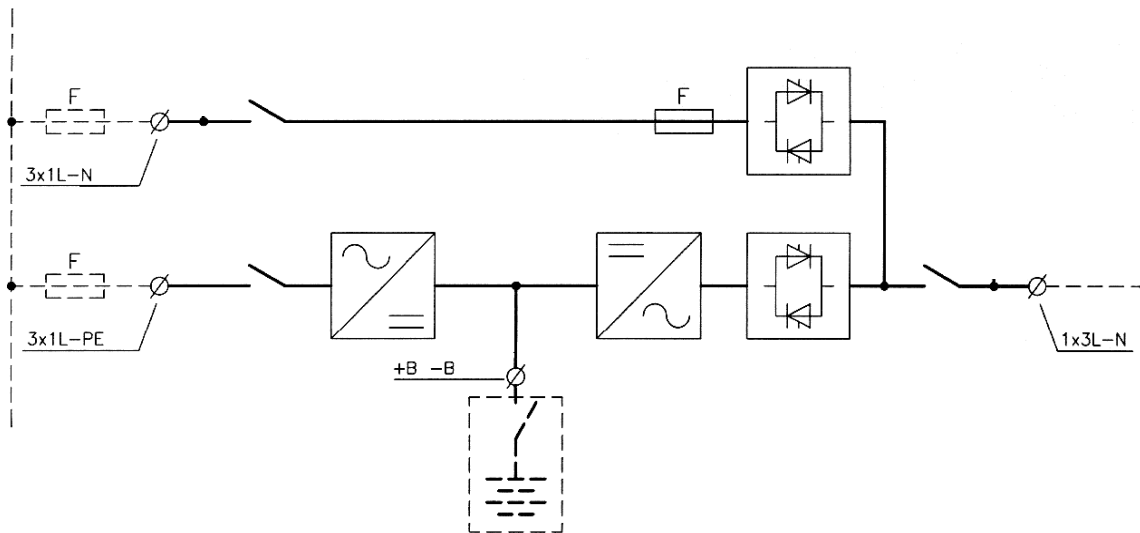 F
F
3x1L-N
F
3x1L-PE
+B -B
1x3L-N